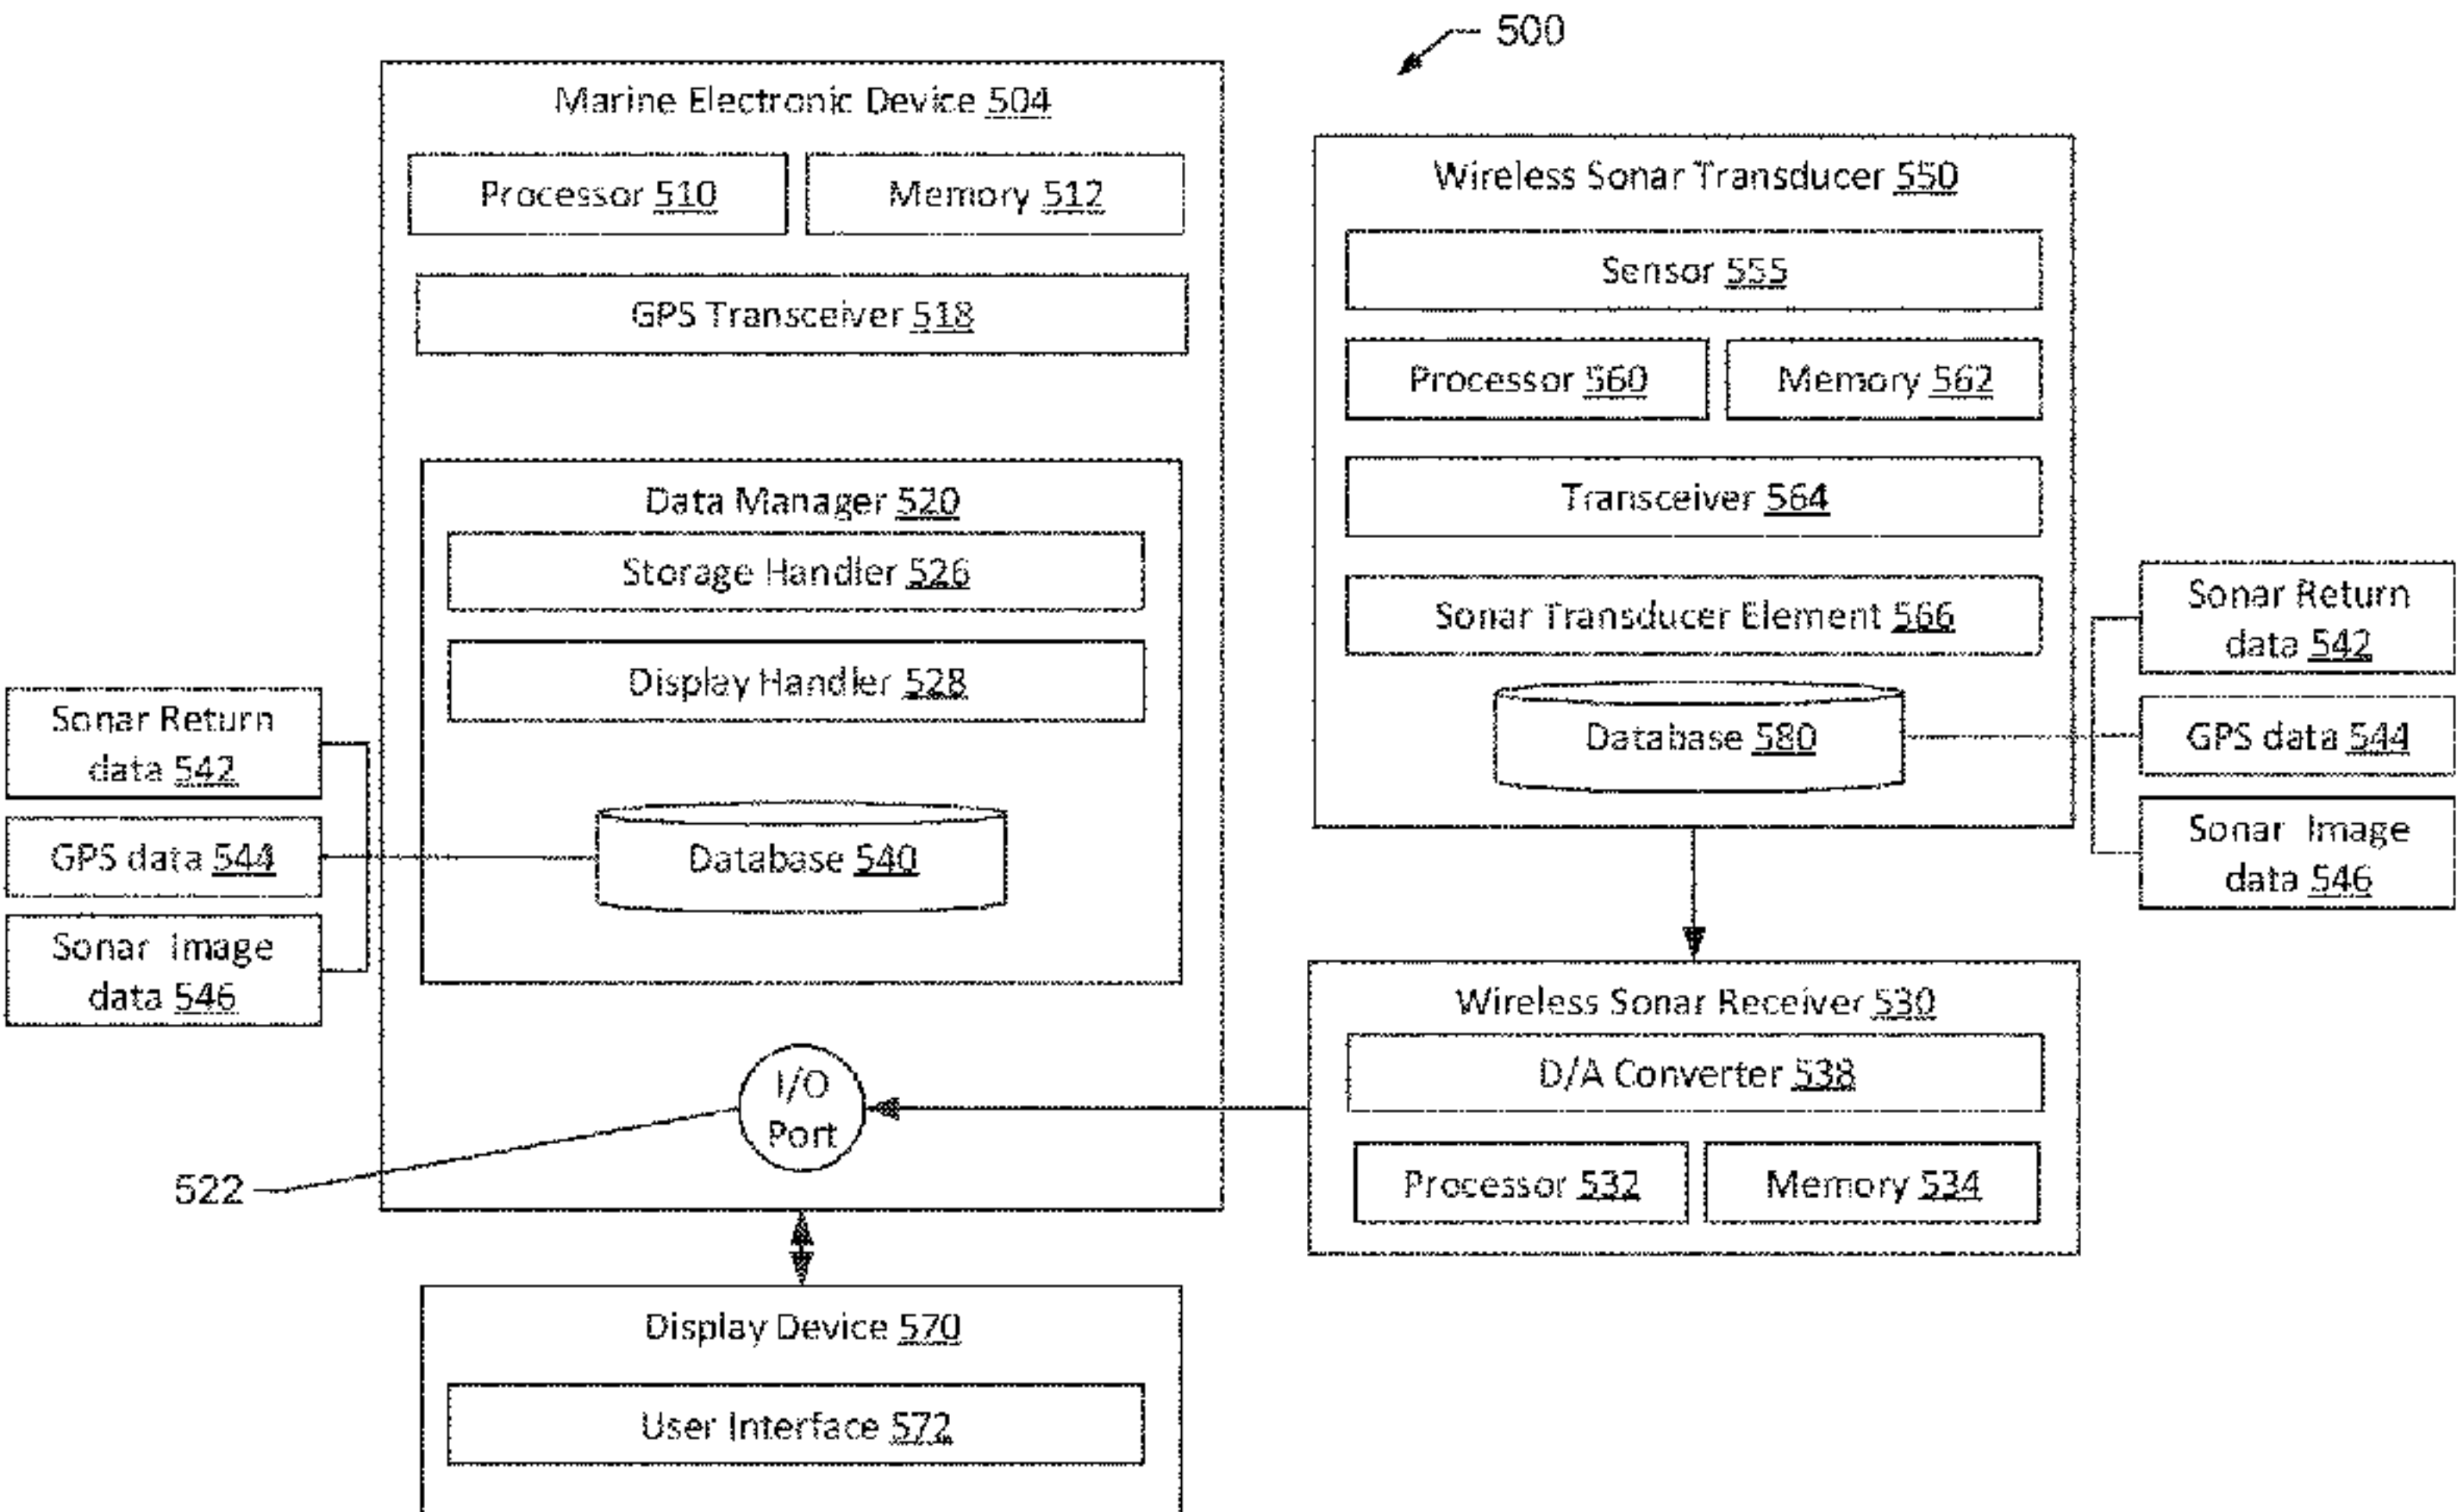 500
Marine Electronic Device 504
Processor 510
Memory 512
GPS Transceiver 518
Data Manager 520
Storage Handler 526
Display Handler 528
Database 540
Sonar Return
data 542
GPS data 544
Sonar Image
data 546
I/O
Port
522
Display Device 570
User Interface 572
Wireless Sonar Transducer 550
Sensor 555
Processor 560
Memory 562
Transceiver 564
Sonar Transducer Element 566
Database 580
Sonar Return
data 542
GPS data 544
Sonar Image
data 546
Wireless Sonar Receiver 530
D/A Converter 538
Processor 532
Memory 534